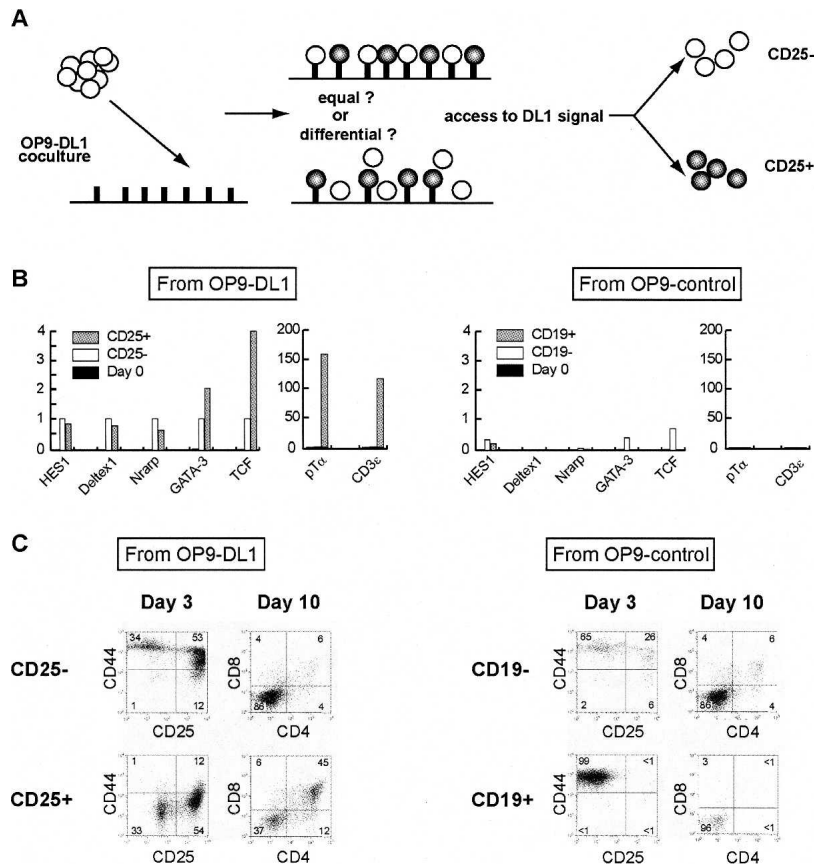 A
OP9-DL1
coculture
equal ?
or
differential ?
access to DL1 signal
CD25-
CD25+
B
From OP9-DL1
From OP9-control
4
3
2
1
0
CD25+
CD25-
Day 0
HES1
Deltex1
Nrarp
GATA-3
TCF
200
150
100
50
0
pTα
CD3ε
4
3
2
1
0
CD19+
CD19-
Day 0
HES1
Deltex1
Nrarp
GATA-3
TCF
200
150
100
50
0
pTα
CD3ε
C
From OP9-DL1
From OP9-control
Day 3
Day 10
Day 3
Day 10
CD25-
CD44
34
53
1
12
CD25
CD8
4
6
86
4
CD4
CD19-
CD44
65
26
2
6
CD25
CD8
4
6
86
4
CD4
CD25+
CD44
1
12
33
54
CD25
CD8
6
45
37
12
CD4
CD19+
CD44
99
<1
<1
<1
CD25
CD8
3
<1
96
<1
CD4